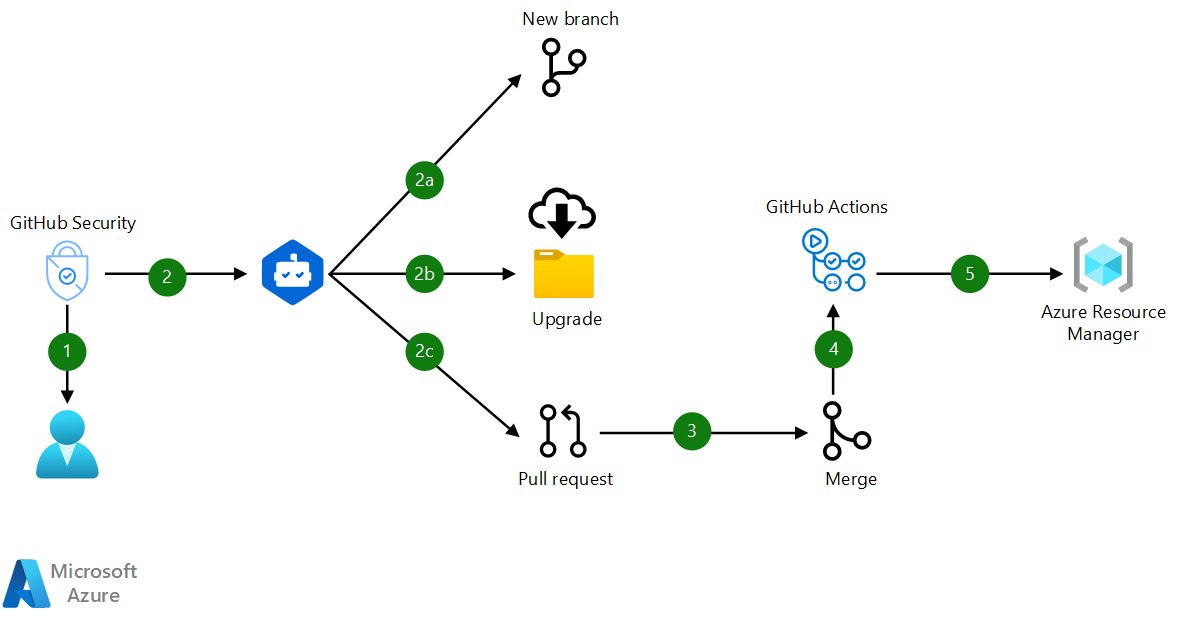 New branch
2a
GitHub Security
GitHub Actions
2
2b
5
Upgrade
Azure Resource
Manager
1
2c
4
3
Pull request
Merge
Microsoft
Azure